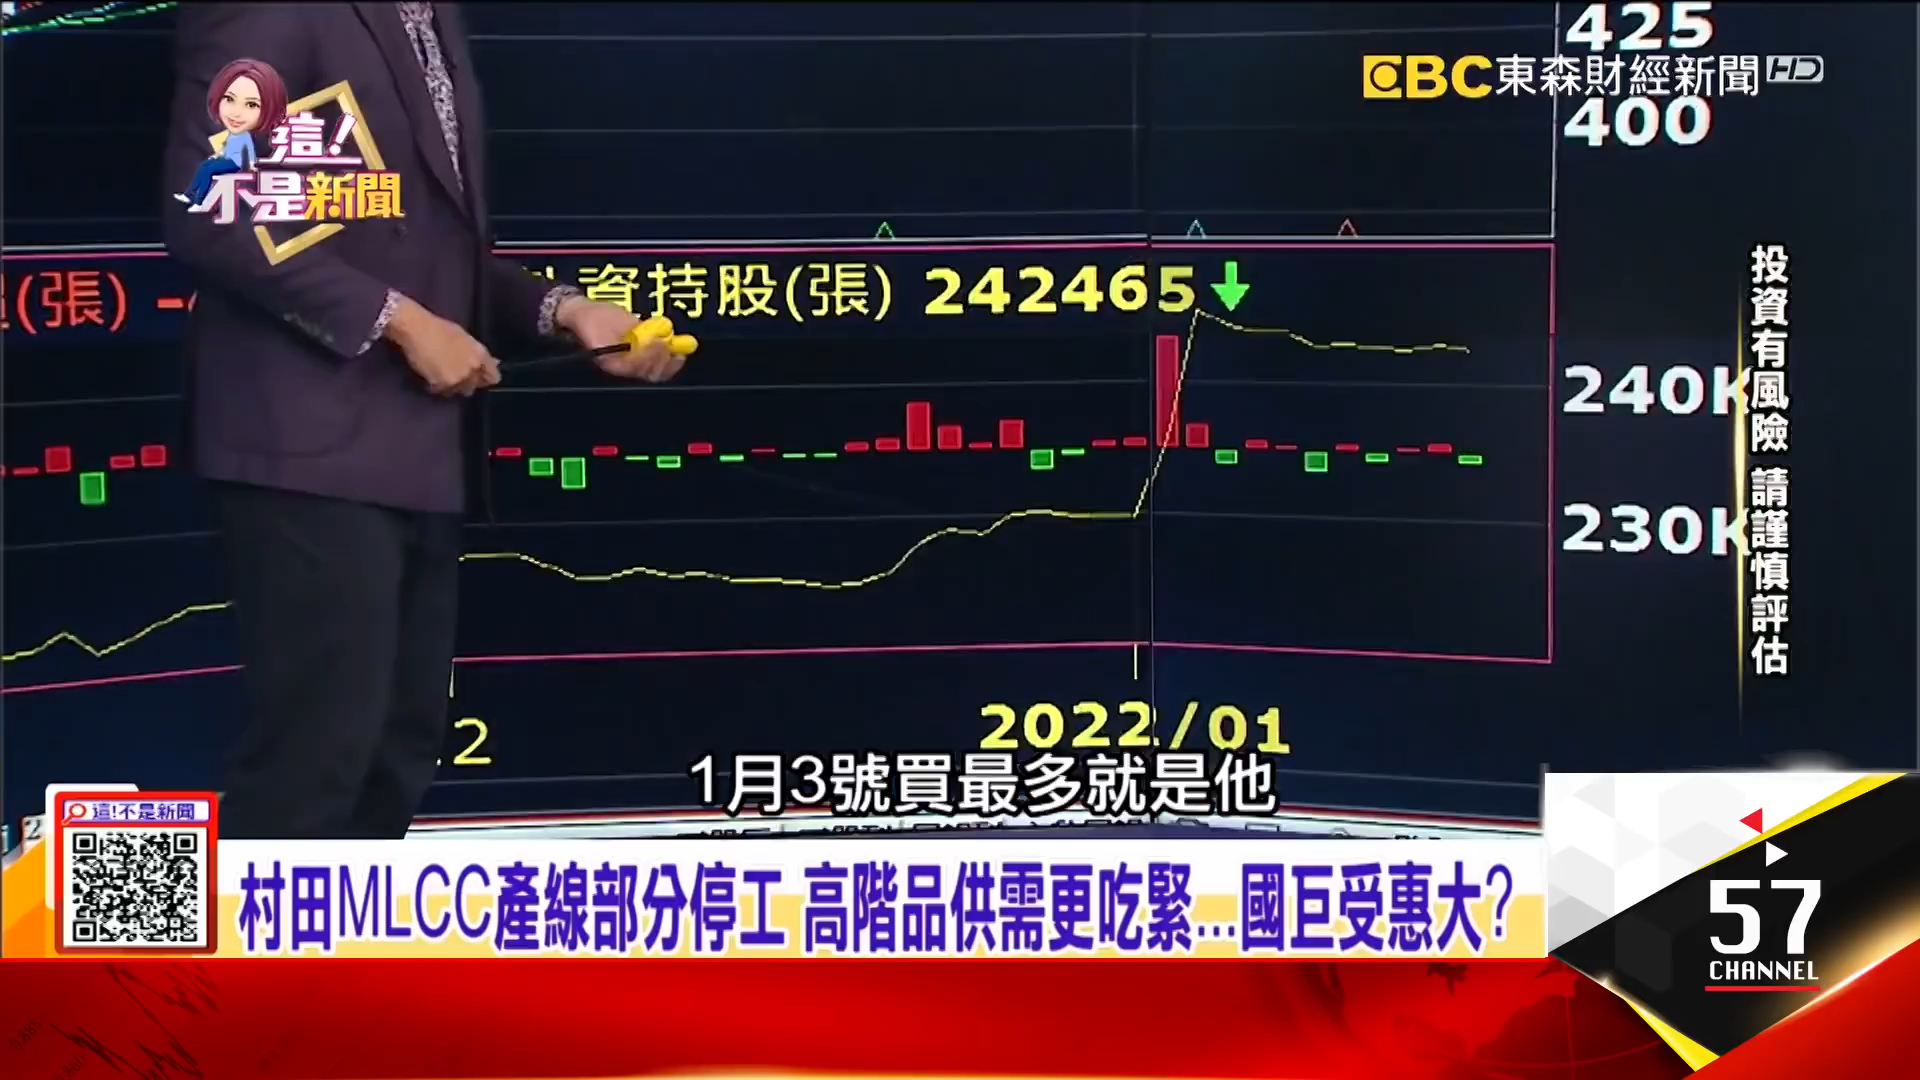 425
EBC東森財經新聞HD
400
這!
不是新聞
(張)
資持股(張) 242465
240K
230K
投資有風險 請謹慎評估
2022/01
1月3號買最多就是他
這!不是新聞
村田MLCC產線部分停工 高階品供需更吃緊...國巨受惠大?
57
CHANNEL